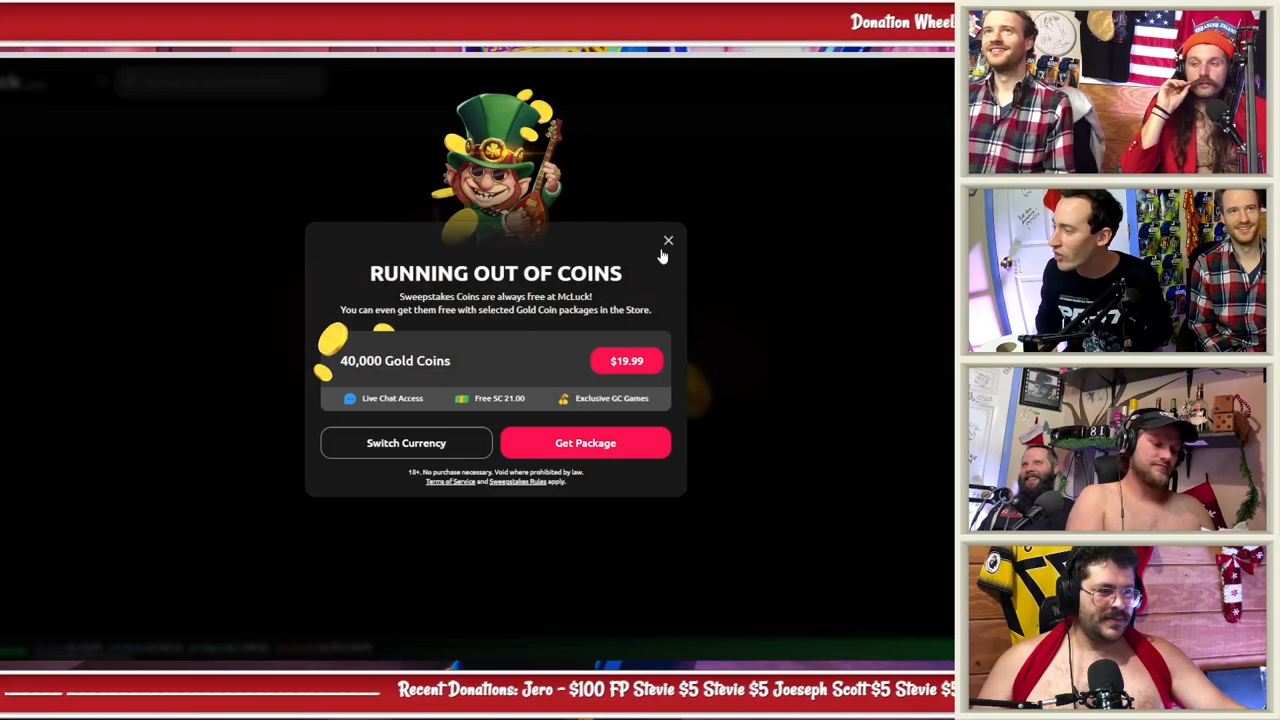 Donation Wheel
RUNNING OUT OF COINS
Sweepstakes Coins are always free at McLuck!
You can even get them free with selected Gold Coin packages in the Store.
40,000 Gold Coins
$19.99
Live Chat Access
Free SC 21.00
Exclusive GC Games
Switch Currency
Get Package
18+. No purchase necessary. Void where prohibited by law.
Terms of Service and Sweepstakes Rules apply.
Recent Donations: Jero - $100 FP Stevie $5 Stevie $5 Joeseph Scott $5 Stevie $5